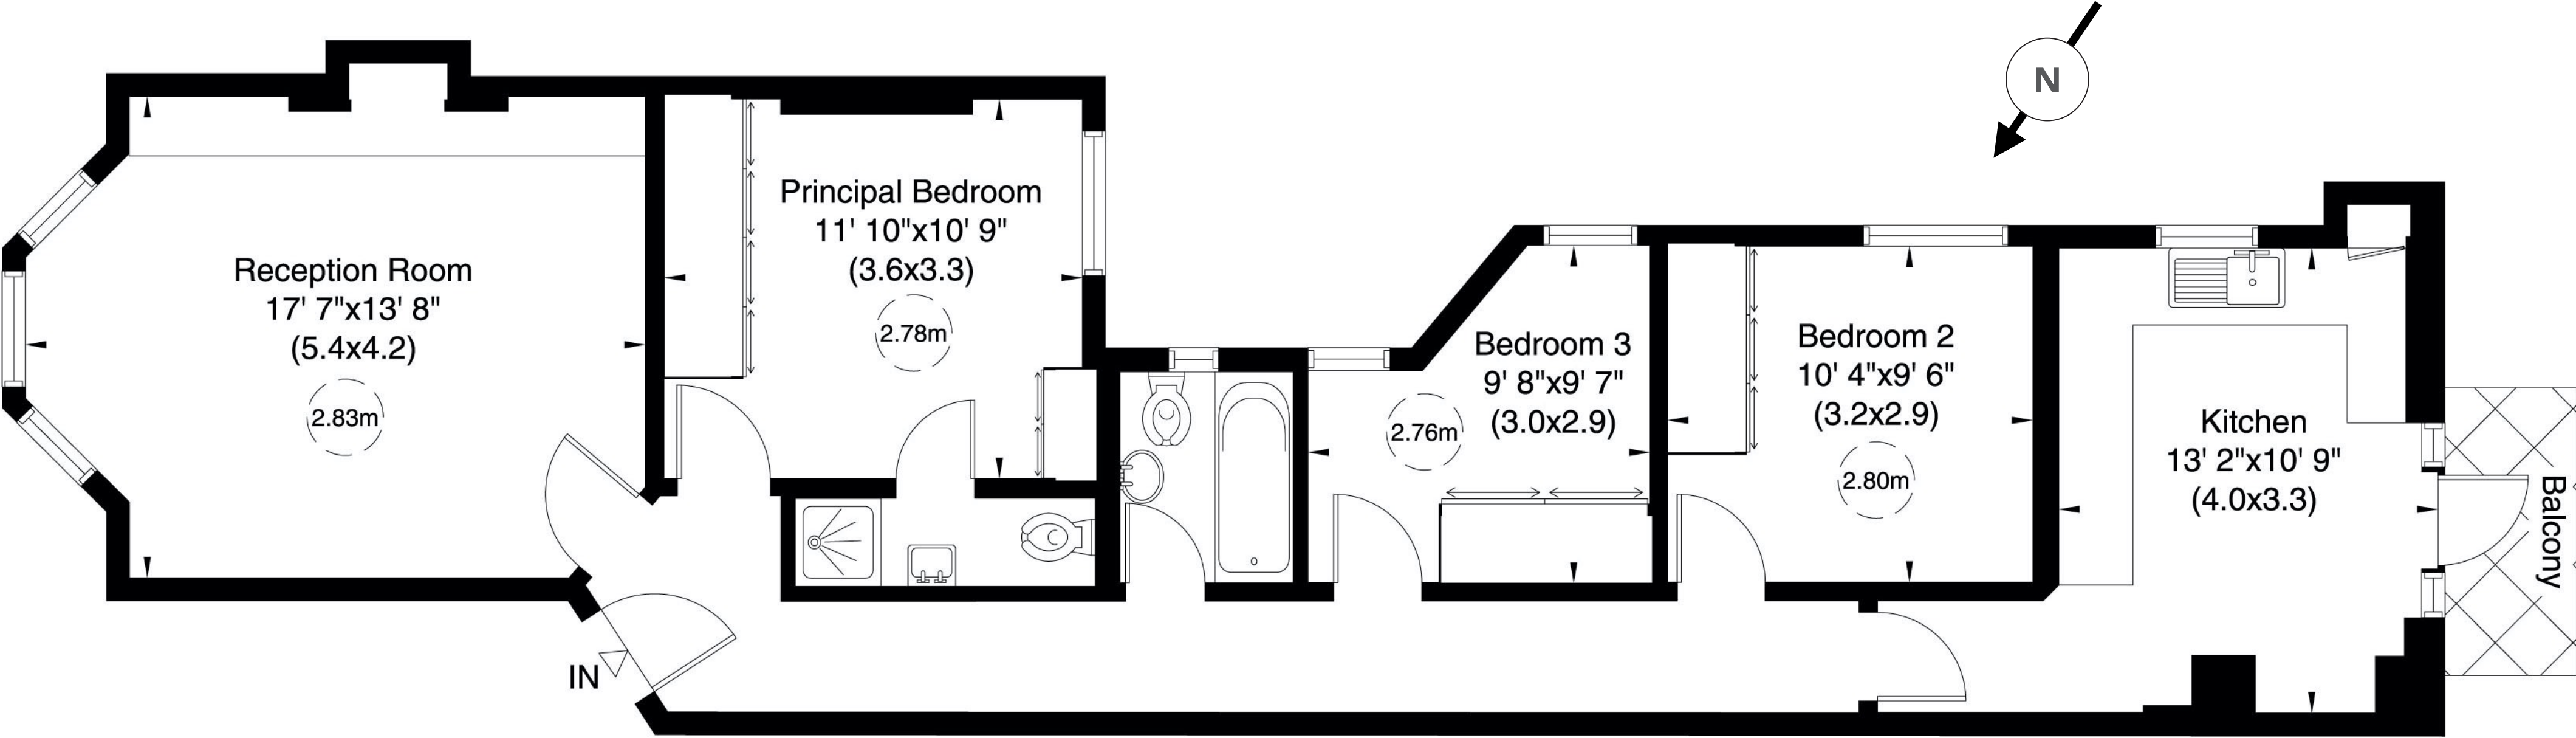 N
Principal Bedroom
11' 10"x10' 9"
(3.6x3.3)
2.78m
Reception Room
17' 7"x13' 8"
(5.4x4.2)
2.83m
Bedroom 3
9' 8"x9' 7"
(3.0x2.9)
2.76m
Bedroom 2
10' 4"x9' 6"
(3.2x2.9)
2.80m
Kitchen
13' 2"x10' 9"
(4.0x3.3)
Balcony
IN